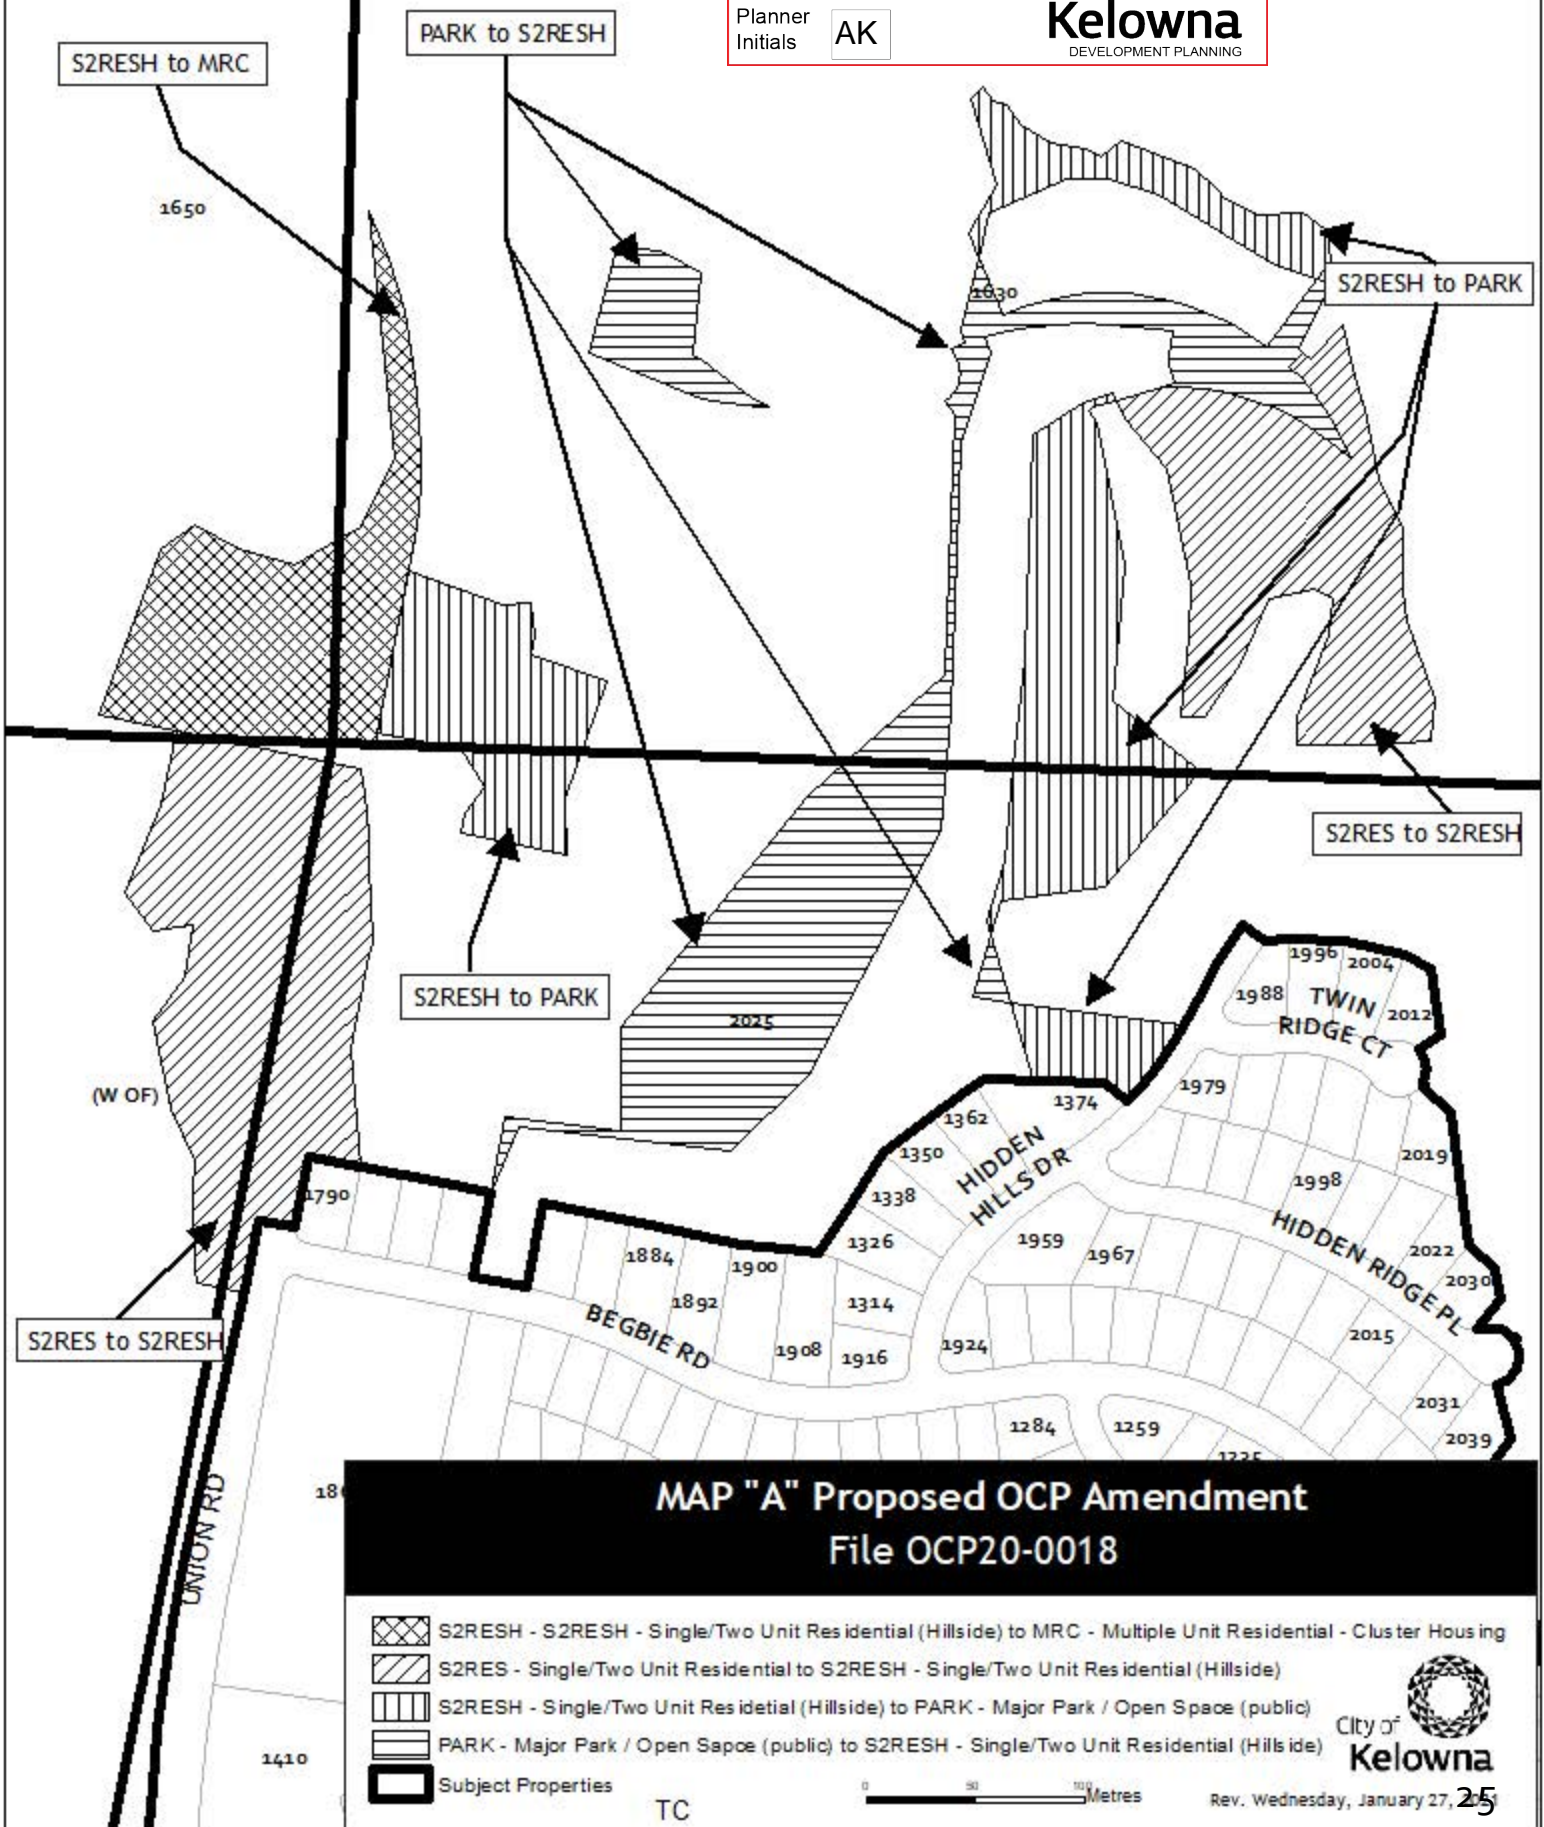 Planner
Initials
AK
Kelowna
DEVELOPMENT PLANNING
PARK to S2RESH
S2RESH to MRC
1650
S2RESH to PARK
1630
S2RES to S2RESH
S2RESH to PARK
2025
(W OF)
1996
2004
1988
TWIN
RIDGE CT
2012
1979
1374
1362
1350
HIDDEN
HILLS DR
2019
1338
1998
1790
1326
1959
1967
HIDDEN RIDGE PL
2022
2030
1884
1900
1892
1314
BEGBIE RD
1908
1916
1924
2015
S2RES to S2RESH
2031
2039
1284
1259
UNION RD
MAP "A" Proposed OCP Amendment
File OCP20-0018
S2RESH - S2RESH - Single/Two Unit Residential (Hillside) to MRC - Multiple Unit Residential - Cluster Housing
S2RES - Single/Two Unit Residential to S2RESH - Single/Two Unit Residential (Hillside)
S2RESH - Single/Two Unit Residetial (Hillside) to PARK - Major Park / Open Space (public)
PARK - Major Park / Open Sapce (public) to S2RESH - Single/Two Unit Residential (Hillside)
Subject Properties
City of
Kelowna
1410
0 50 100 Metres
TC
Rev. Wednesday, January 27,
25